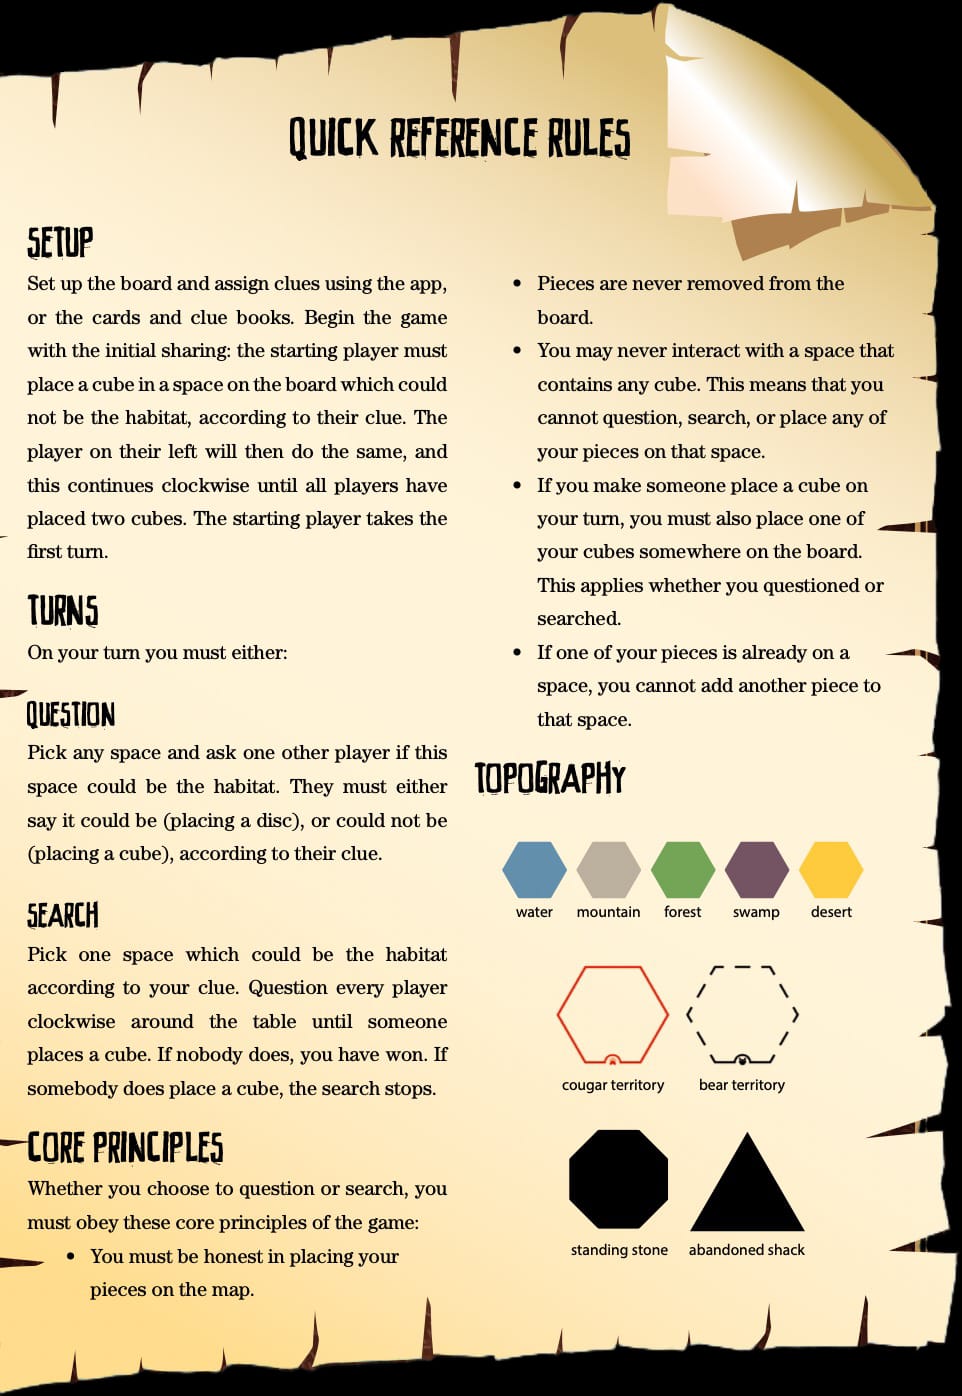 QUICK REFERENCE RULES
SETUP
Set up the board and assign clues using the app,
or the cards and clue books. Begin the game
with the initial sharing: the starting player must
place a cube in a space on the board which could
not be the habitat, according to their clue. The
player on their left will then do the same, and
this continues clockwise until all players have
placed two cubes. The starting player takes the
first turn.
TURNS
On your turn you must either:
QUESTION
Pick any space and ask one other player if this
space could be the habitat. They must either
say it could be (placing a disc), or could not be
(placing a cube), according to their clue.
SEARCH
Pick one space which could be the habitat
according to your clue. Question every player
clockwise around the table until someone
places a cube. If nobody does, you have won. If
somebody does place a cube, the search stops.
CORE PRINCIPLES
Whether you choose to question or search, you
must obey these core principles of the game:
• You must be honest in placing your
pieces on the map.
• Pieces are never removed from the
board.
• You may never interact with a space that
contains any cube. This means that you
cannot question, search, or place any of
your pieces on that space.
• If you make someone place a cube on
your turn, you must also place one of
your cubes somewhere on the board.
This applies whether you questioned or
searched.
• If one of your pieces is already on a
space, you cannot add another piece to
that space.
TOPOGRAPHY
water mountain forest swamp desert
cougar territory bear territory
standing stone abandoned shack